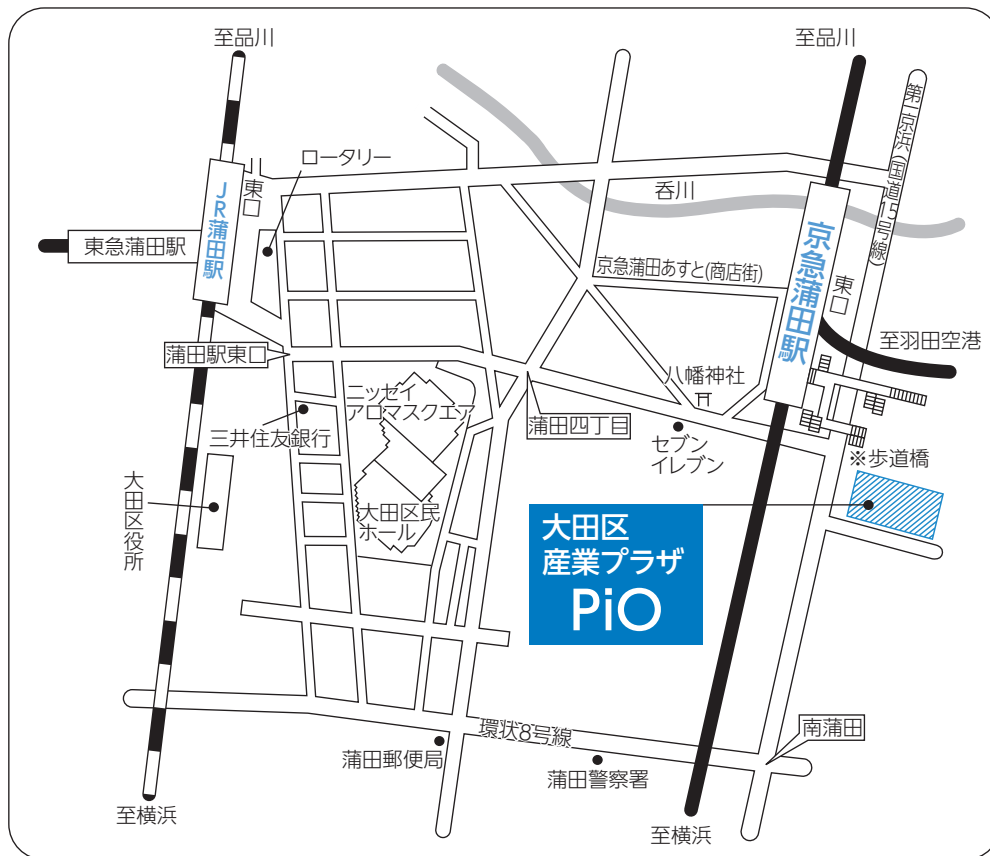 至品川
至品川
第一京浜(国道15号線)
ロータリー
東口
JR蒲田駅
呑川
東急蒲田駅
京急蒲田あすと(商店街)
京急蒲田駅
東口
至羽田空港
蒲田駅東口
八幡神社
ニッセイ
アロマスクエア
蒲田四丁目
三井住友銀行
セブン
イレブン
※歩道橋
大田区役所
大田区民
ホール
大田区
産業プラザ
PiO
環状8号線
南蒲田
蒲田郵便局
蒲田警察署
至横浜
至横浜